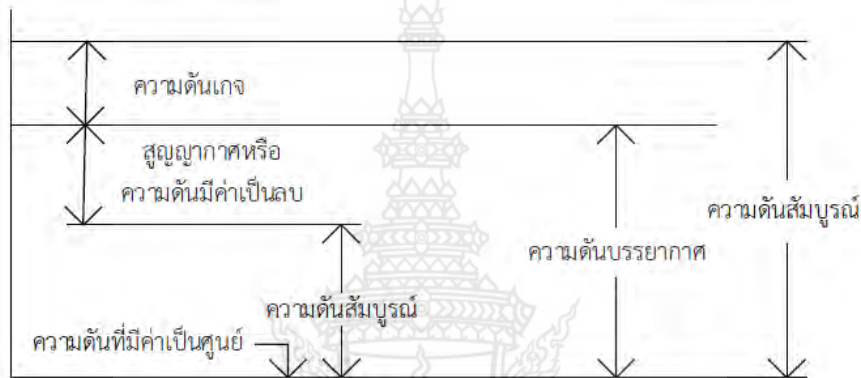 ความดันเกจ
สูญญากาศหรือ
ความดันมีค่าเป็นลบ
ความดันสัมบูรณ์
ความดันบรรยากาศ
ความดันสัมบูรณ์
ความดันที่มีค่าเป็นศูนย์